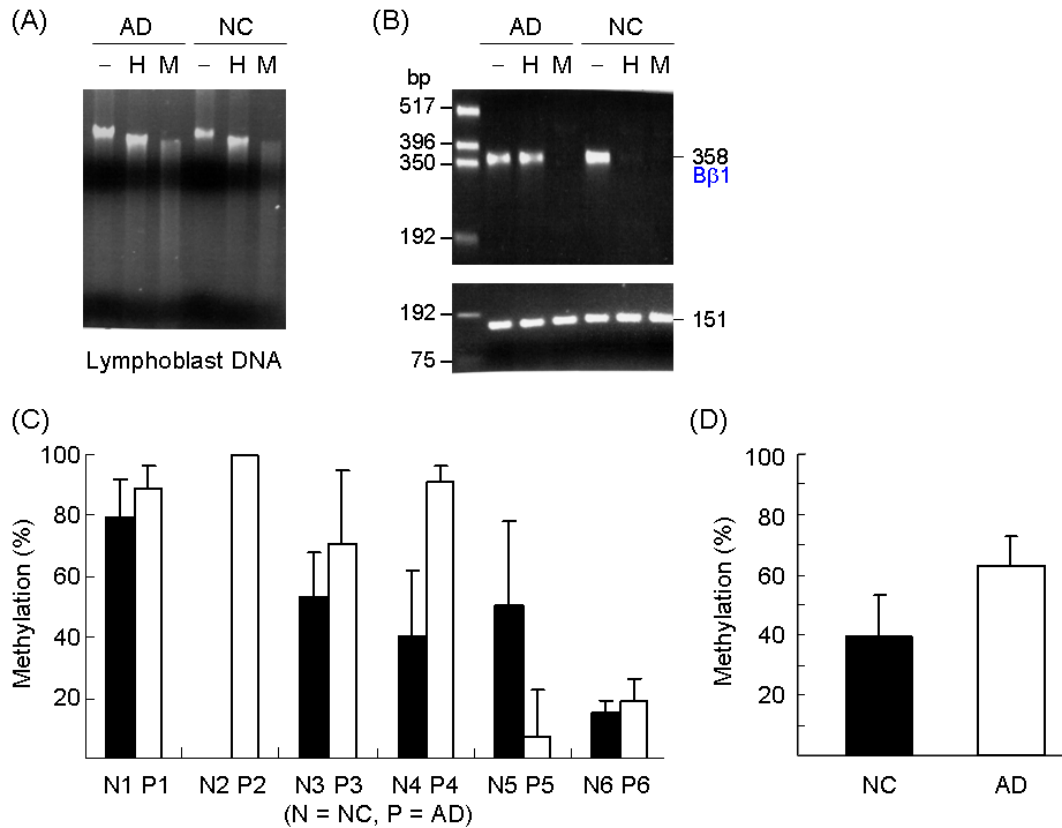 (A)
AD NC
– H M – H M
Lymphoblast DNA
(B)
AD NC
– H M – H M
bp
517
396
350
192
358
Bβ1
192
75
151
(C)
Methylation (%)
100
80
60
40
20
N1 P1 N2 P2 N3 P3 N4 P4 N5 P5 N6 P6
(N = NC, P = AD)
(D)
Methylation (%)
100
80
60
40
20
NC AD